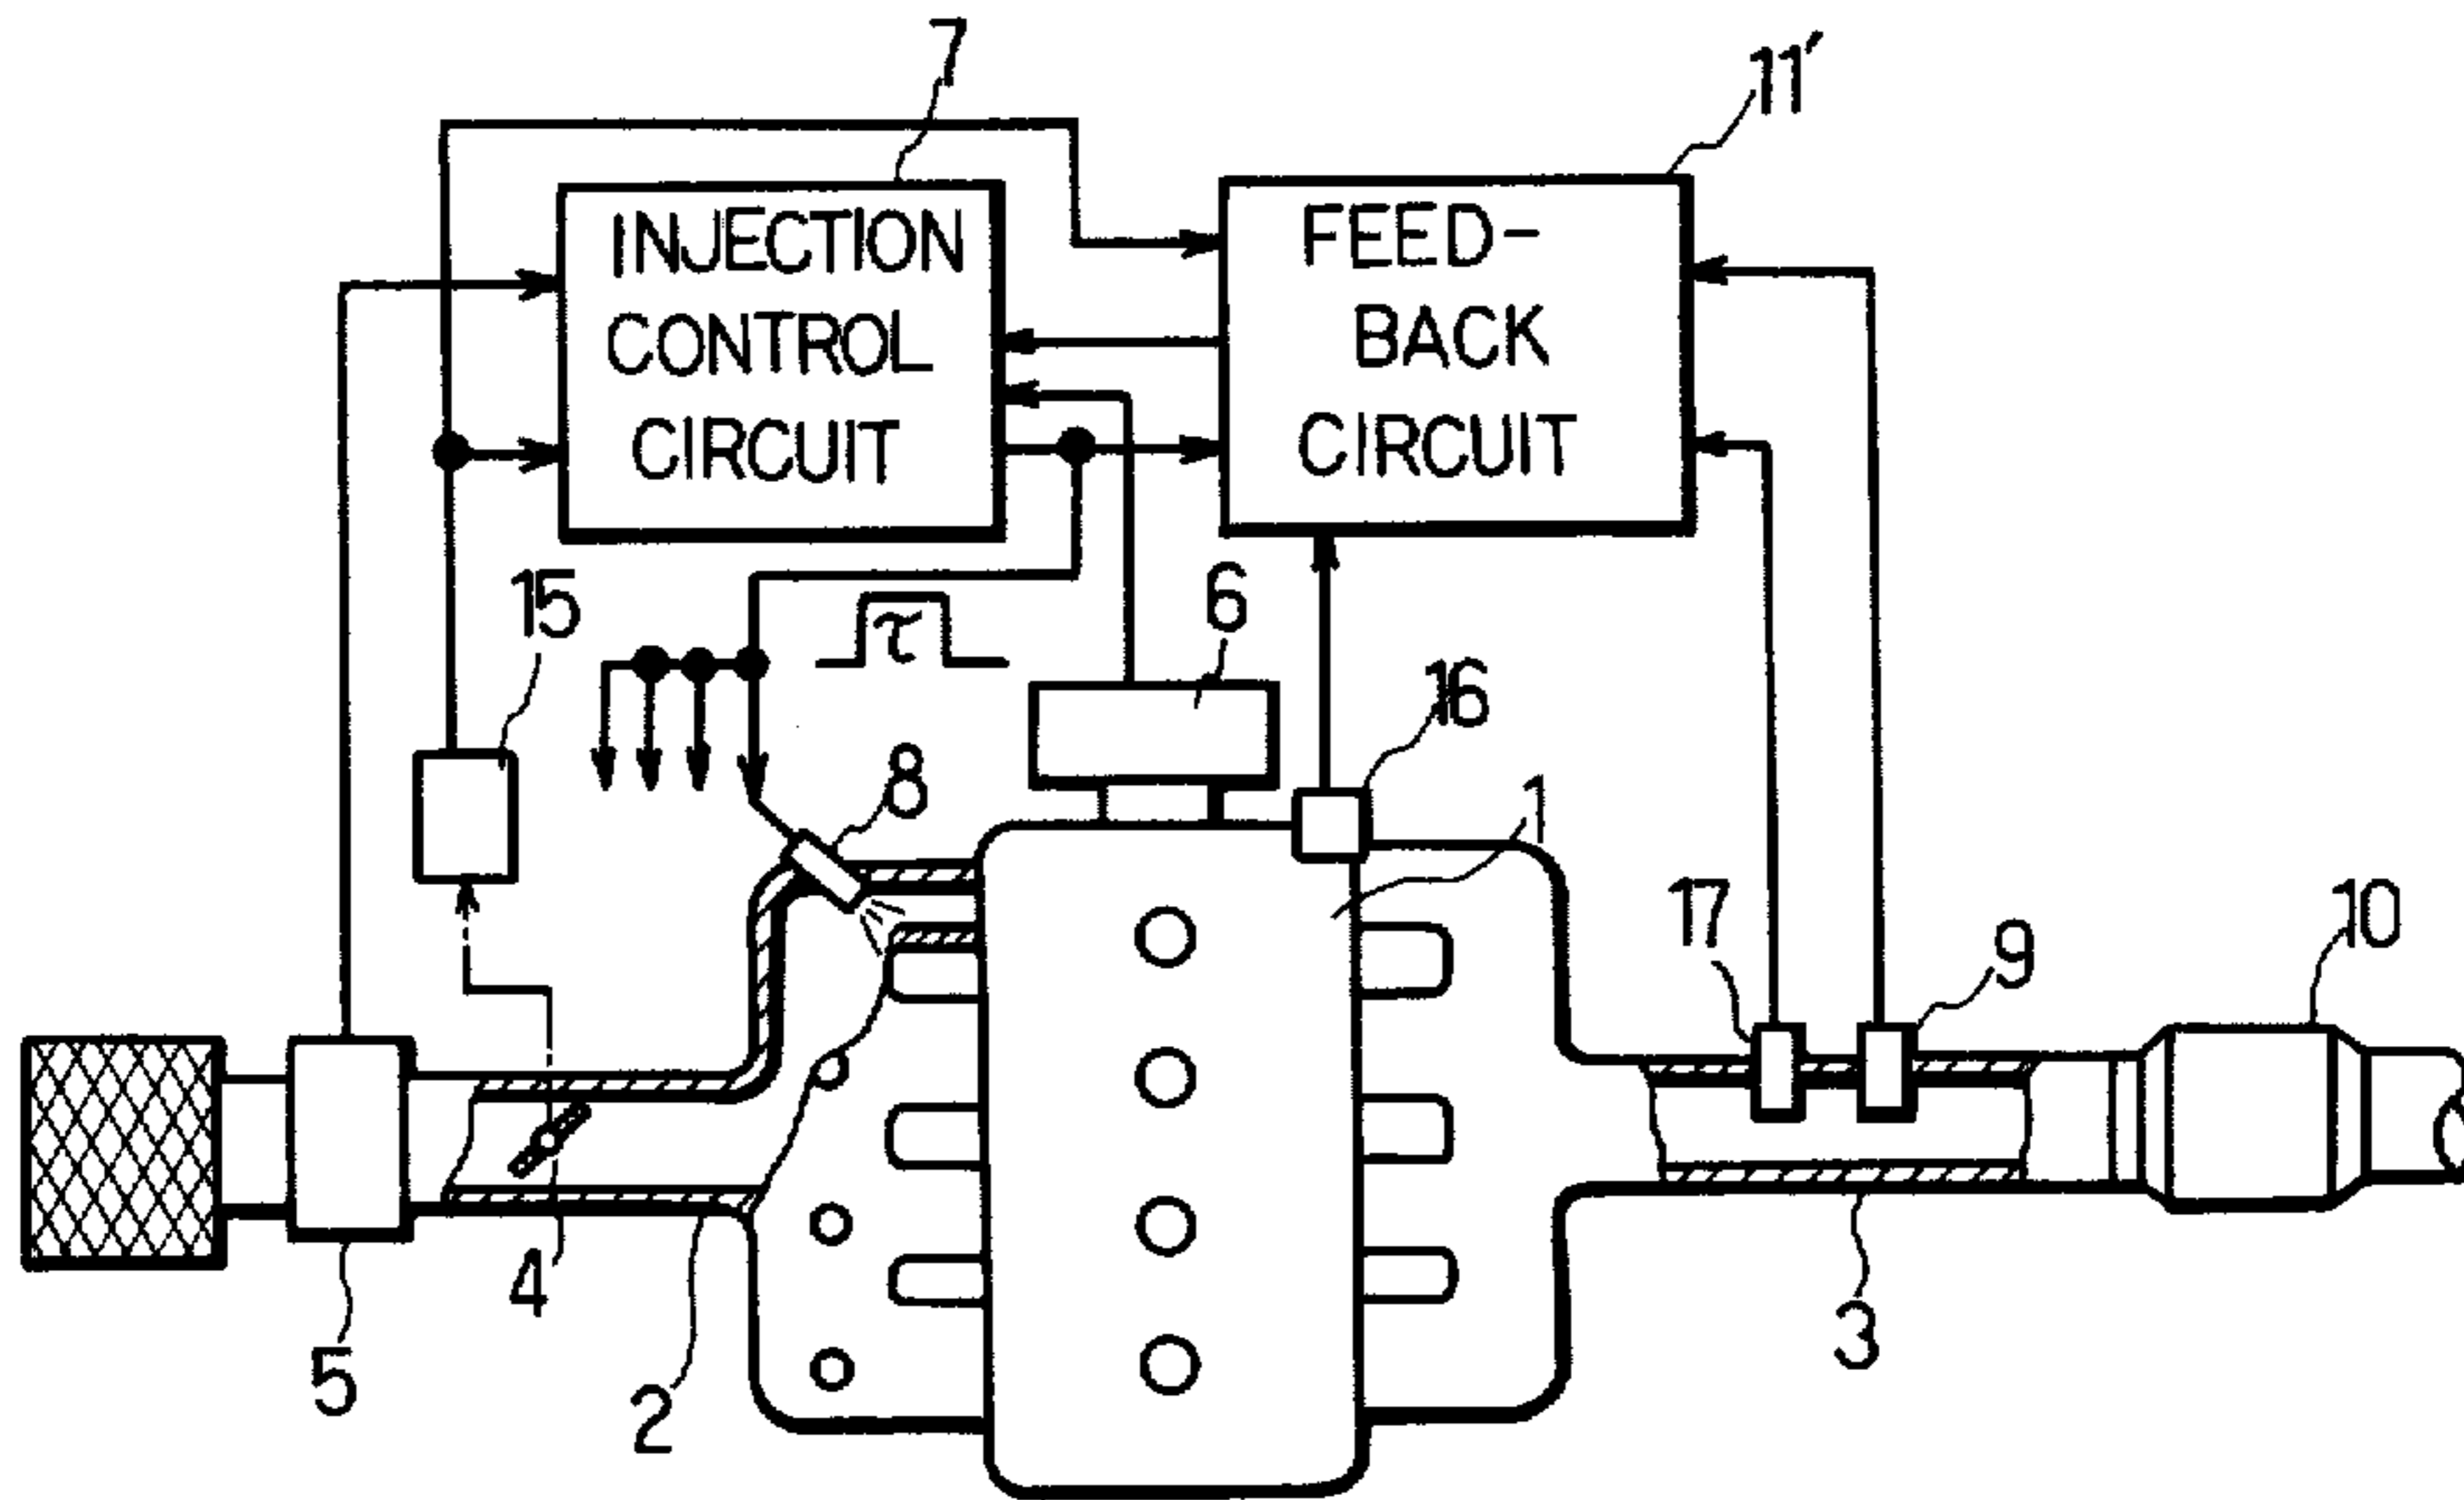 7
11′
INJECTION
CONTROL
CIRCUIT
FEED-
BACK
CIRCUIT
15
τ
6
16
8
1
17
9
10
4
5
2
3